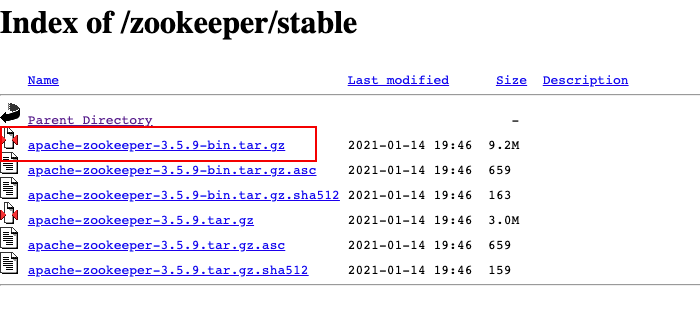 Index of /zookeeper/stable
Name Last modified Size Description
Parent Directory -
apache-zookeeper-3.5.9-bin.tar.gz 2021-01-14 19:46 9.2M
apache-zookeeper-3.5.9-bin.tar.gz.asc 2021-01-14 19:46 659
apache-zookeeper-3.5.9-bin.tar.gz.sha512 2021-01-14 19:46 163
apache-zookeeper-3.5.9.tar.gz 2021-01-14 19:46 3.0M
apache-zookeeper-3.5.9.tar.gz.asc 2021-01-14 19:46 659
apache-zookeeper-3.5.9.tar.gz.sha512 2021-01-14 19:46 159